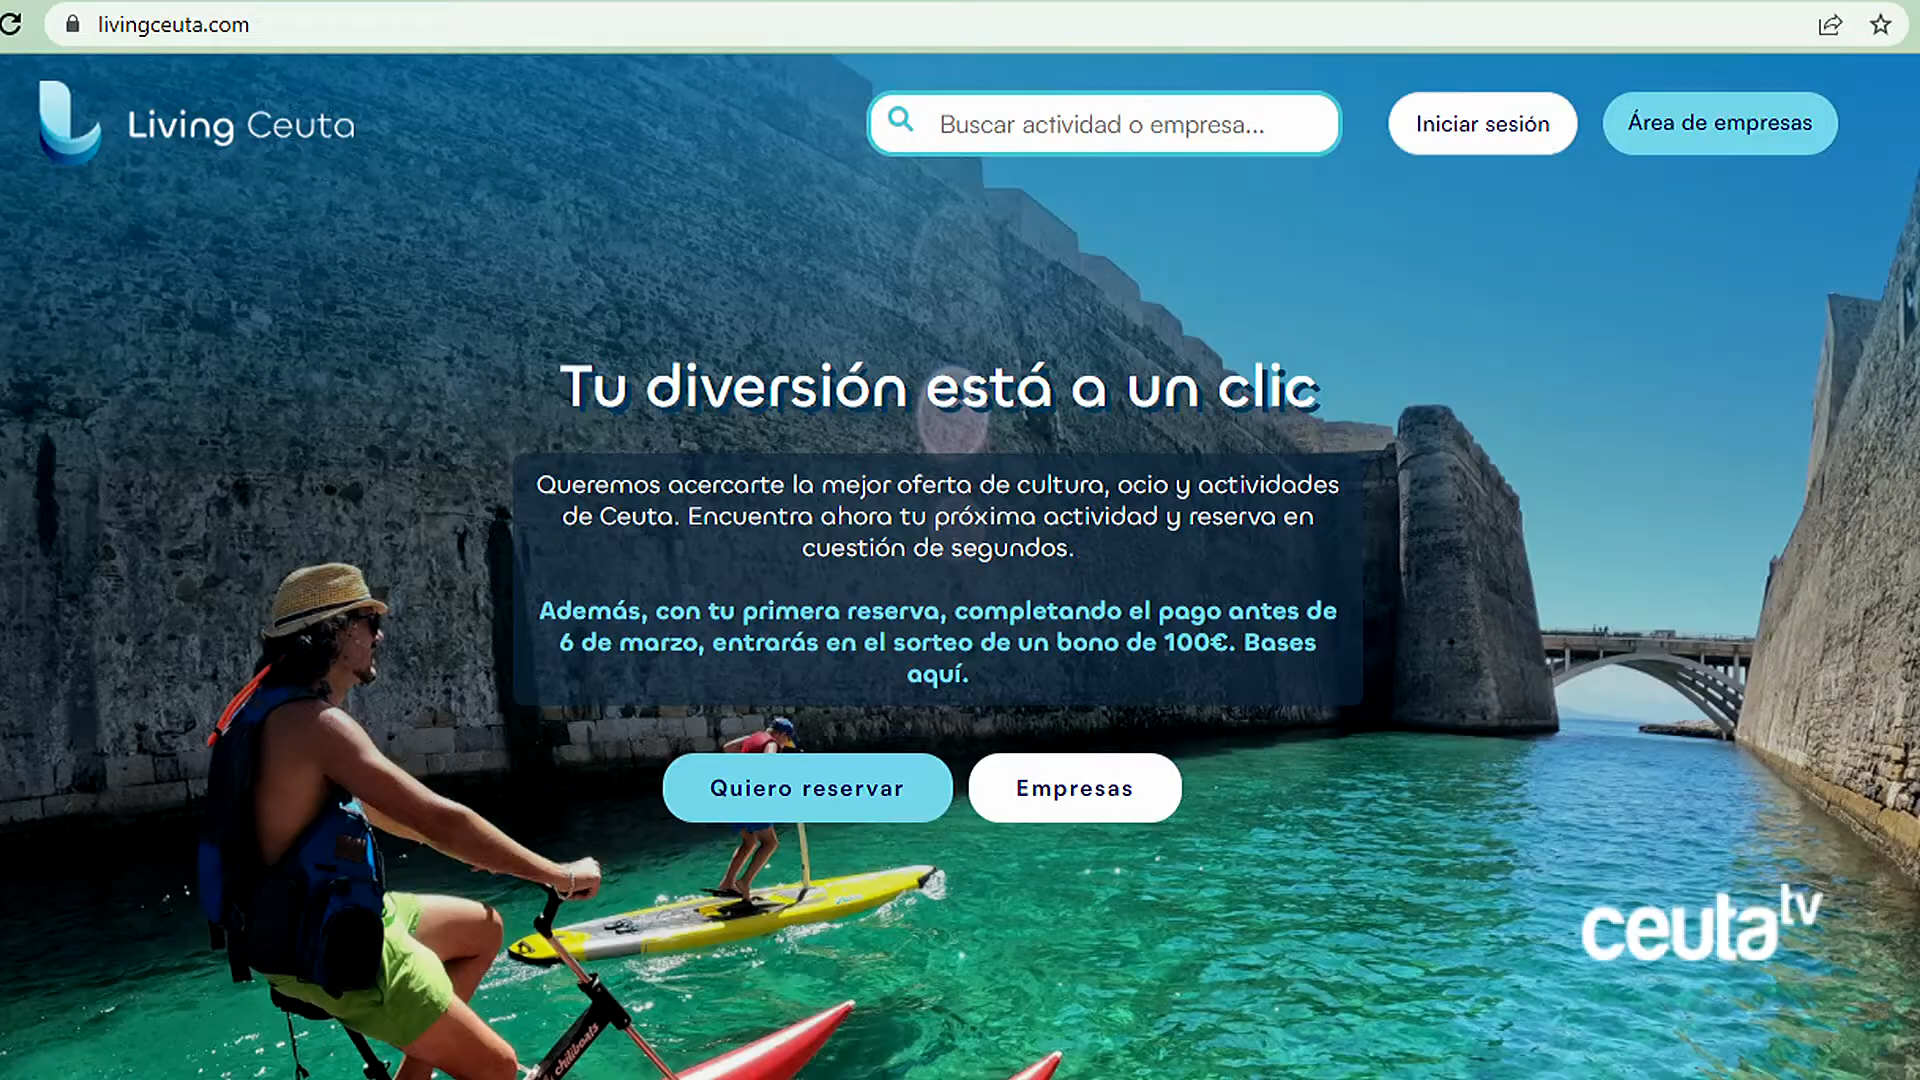 livingceuta.com
Living Ceuta
Buscar actividad o empresa...
Iniciar sesión
Área de empresas
Tu diversión está a un clic
Queremos acercarte la mejor oferta de cultura, ocio y actividades
de Ceuta. Encuentra ahora tu próxima actividad y reserva en
cuestión de segundos.
Además, con tu primera reserva, completando el pago antes de
6 de marzo, entrarás en el sorteo de un bono de 100€. Bases
aquí.
Quiero reservar
Empresas
ceutatv
chiliboats